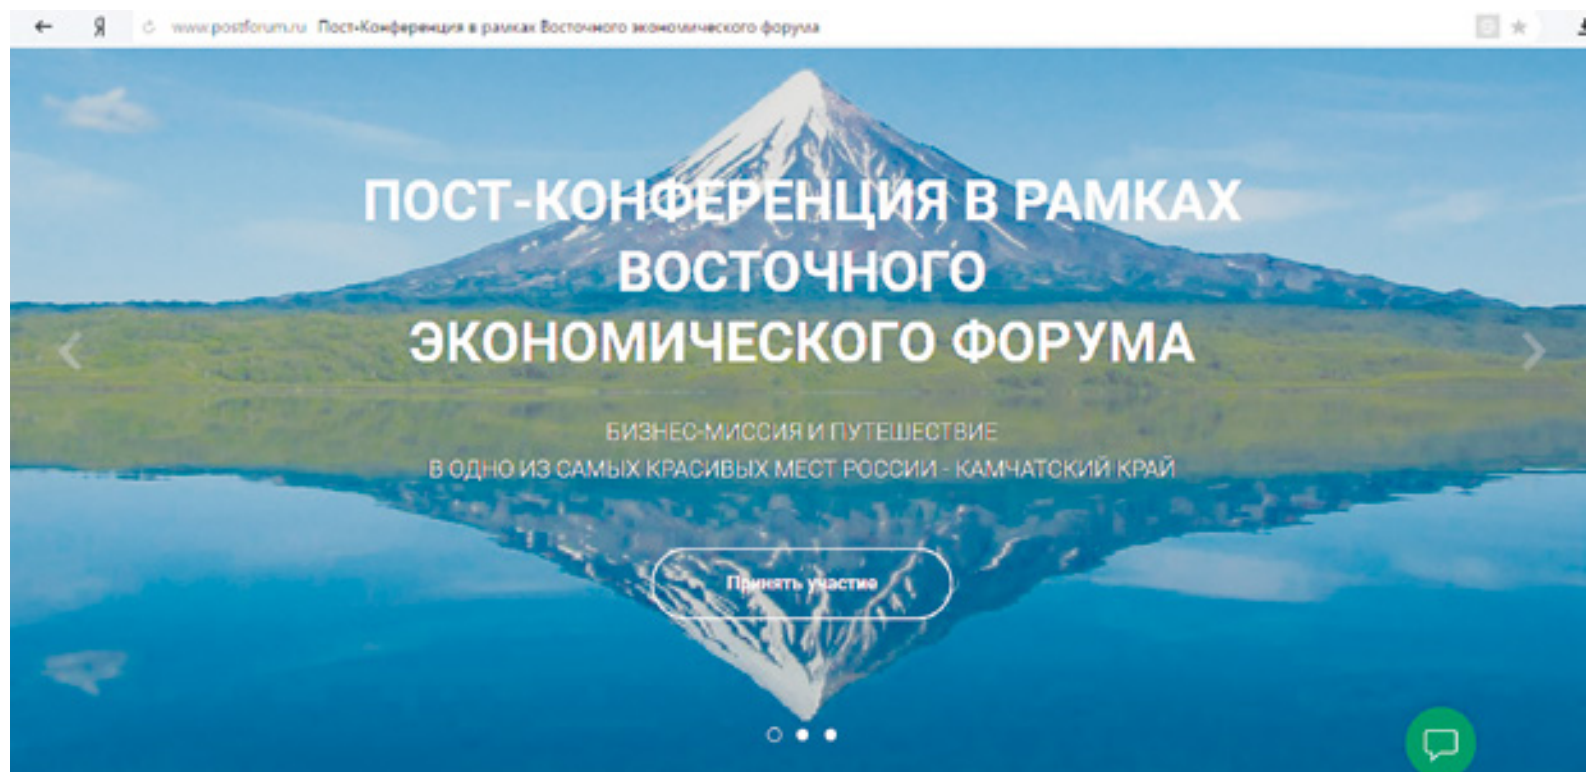 Я www.postforum.ru Пост-Конференция в рамках Восточного экономического форума
ПОСТ-КОНФЕРЕНЦИЯ В РАМКАХ
ВОСТОЧНОГО
ЭКОНОМИЧЕСКОГО ФОРУМА
БИЗНЕС-МИССИЯ И ПУТЕШЕСТВИЕ
В ОДНО ИЗ САМЫХ КРАСИВЫХ МЕСТ РОССИИ - КАМЧАТСКИЙ КРАЙ
Принять участие